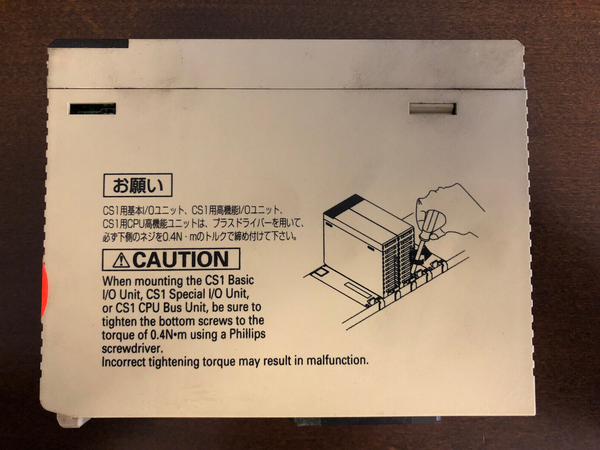 お願い
CS1用基本I/Oユニット、CS1用高機能I/Oユニット、
CS1用CPU高機能ユニットは、プラスドライバーを用いて、
必ず下側のネジを0.4N・mのトルクで締め付けて下さい。
⚠CAUTION
When mounting the CS1 Basic
I/O Unit, CS1 Special I/O Unit,
or CS1 CPU Bus Unit, be sure to
tighten the bottom screws to the
torque of 0.4N•m using a Phillips
screwdriver.
Incorrect tightening torque may result in malfunction.